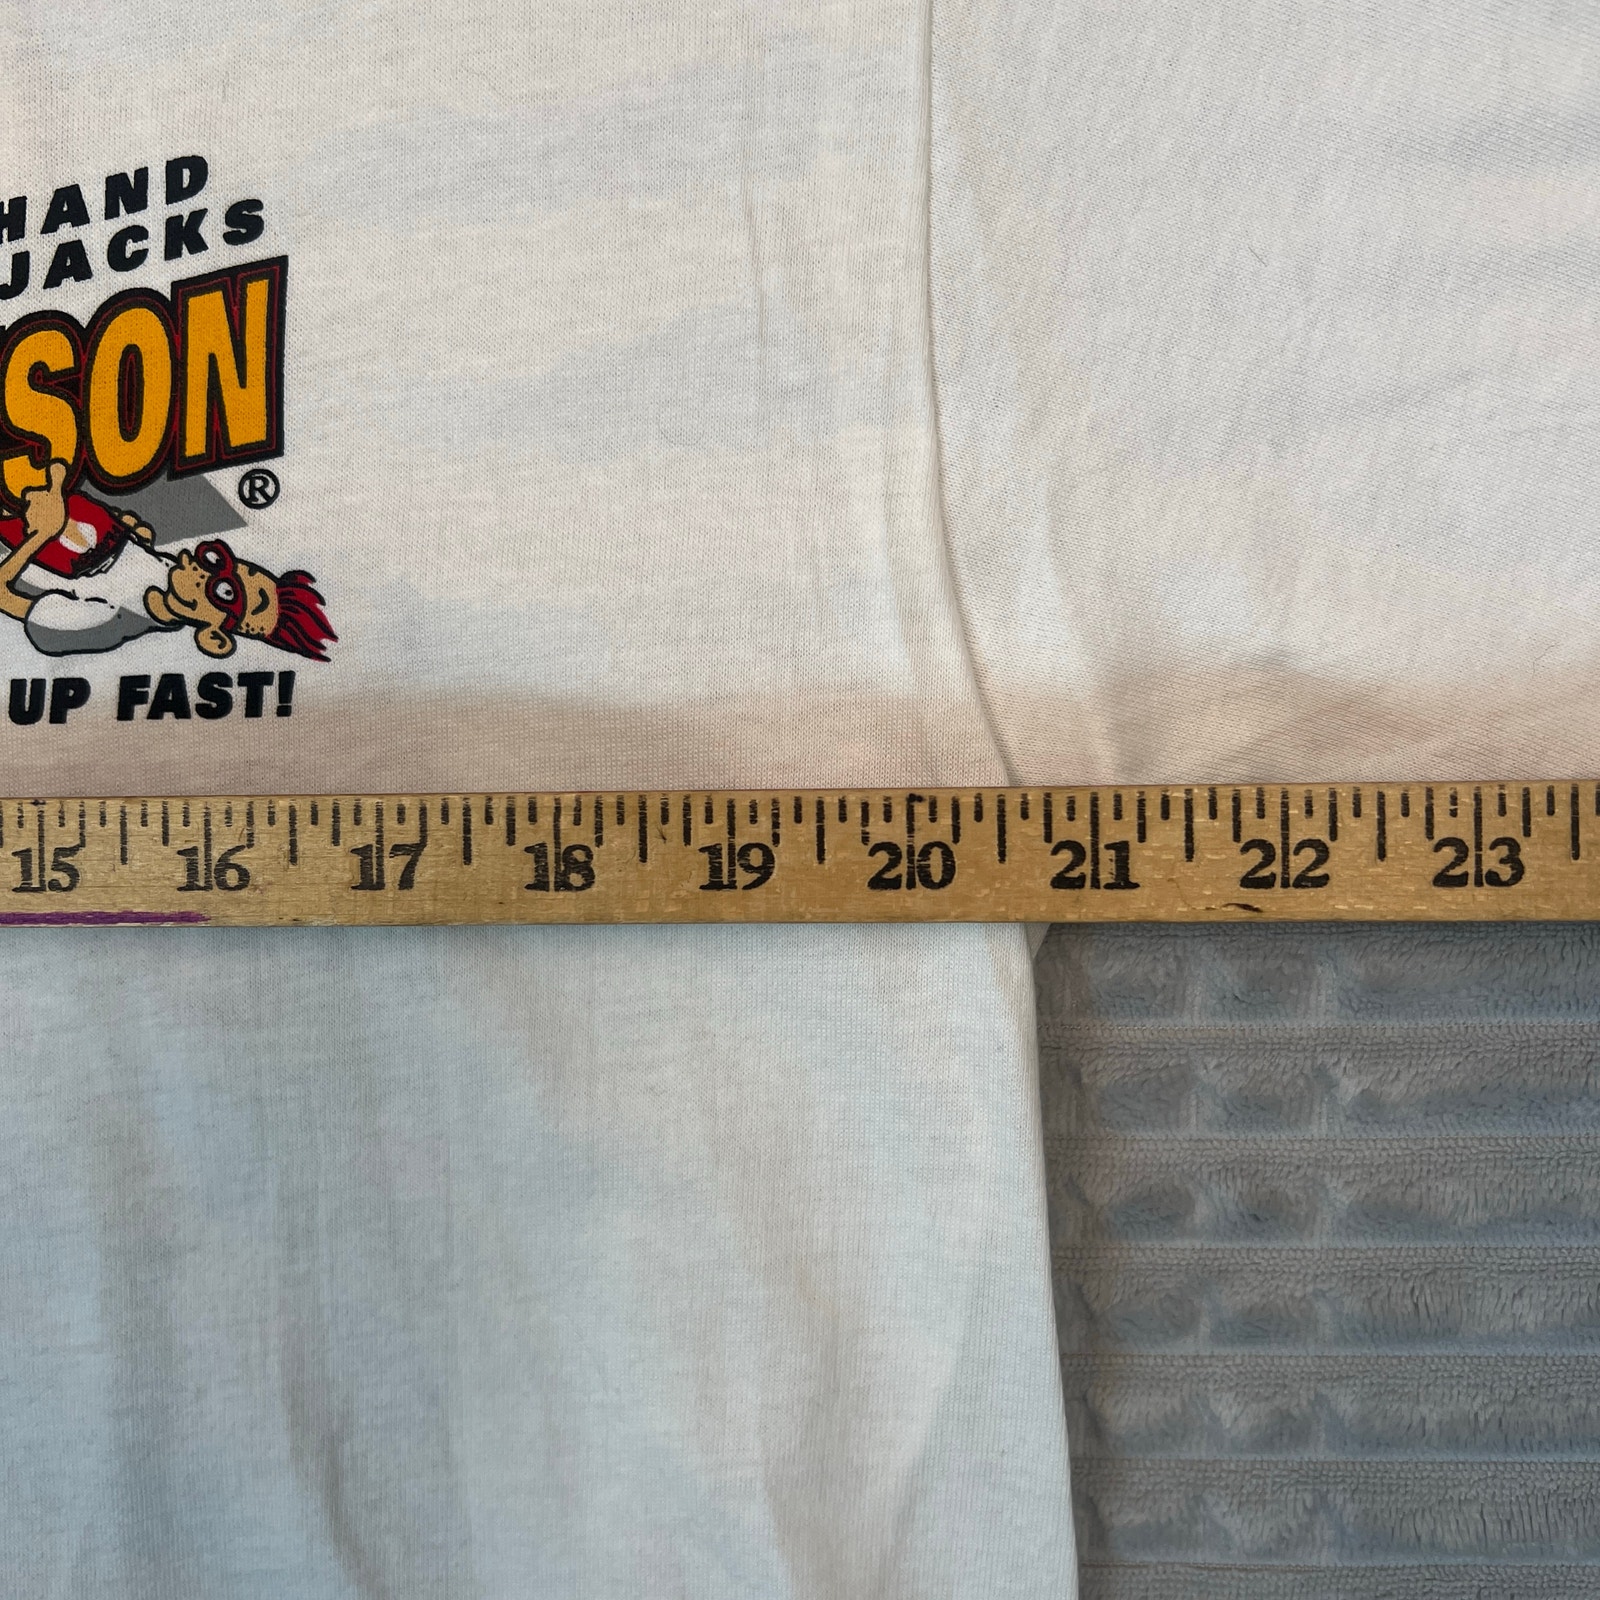 HAND
JACKS
SON
®
UP FAST!
15 16 17 18 19 20 21 22 23